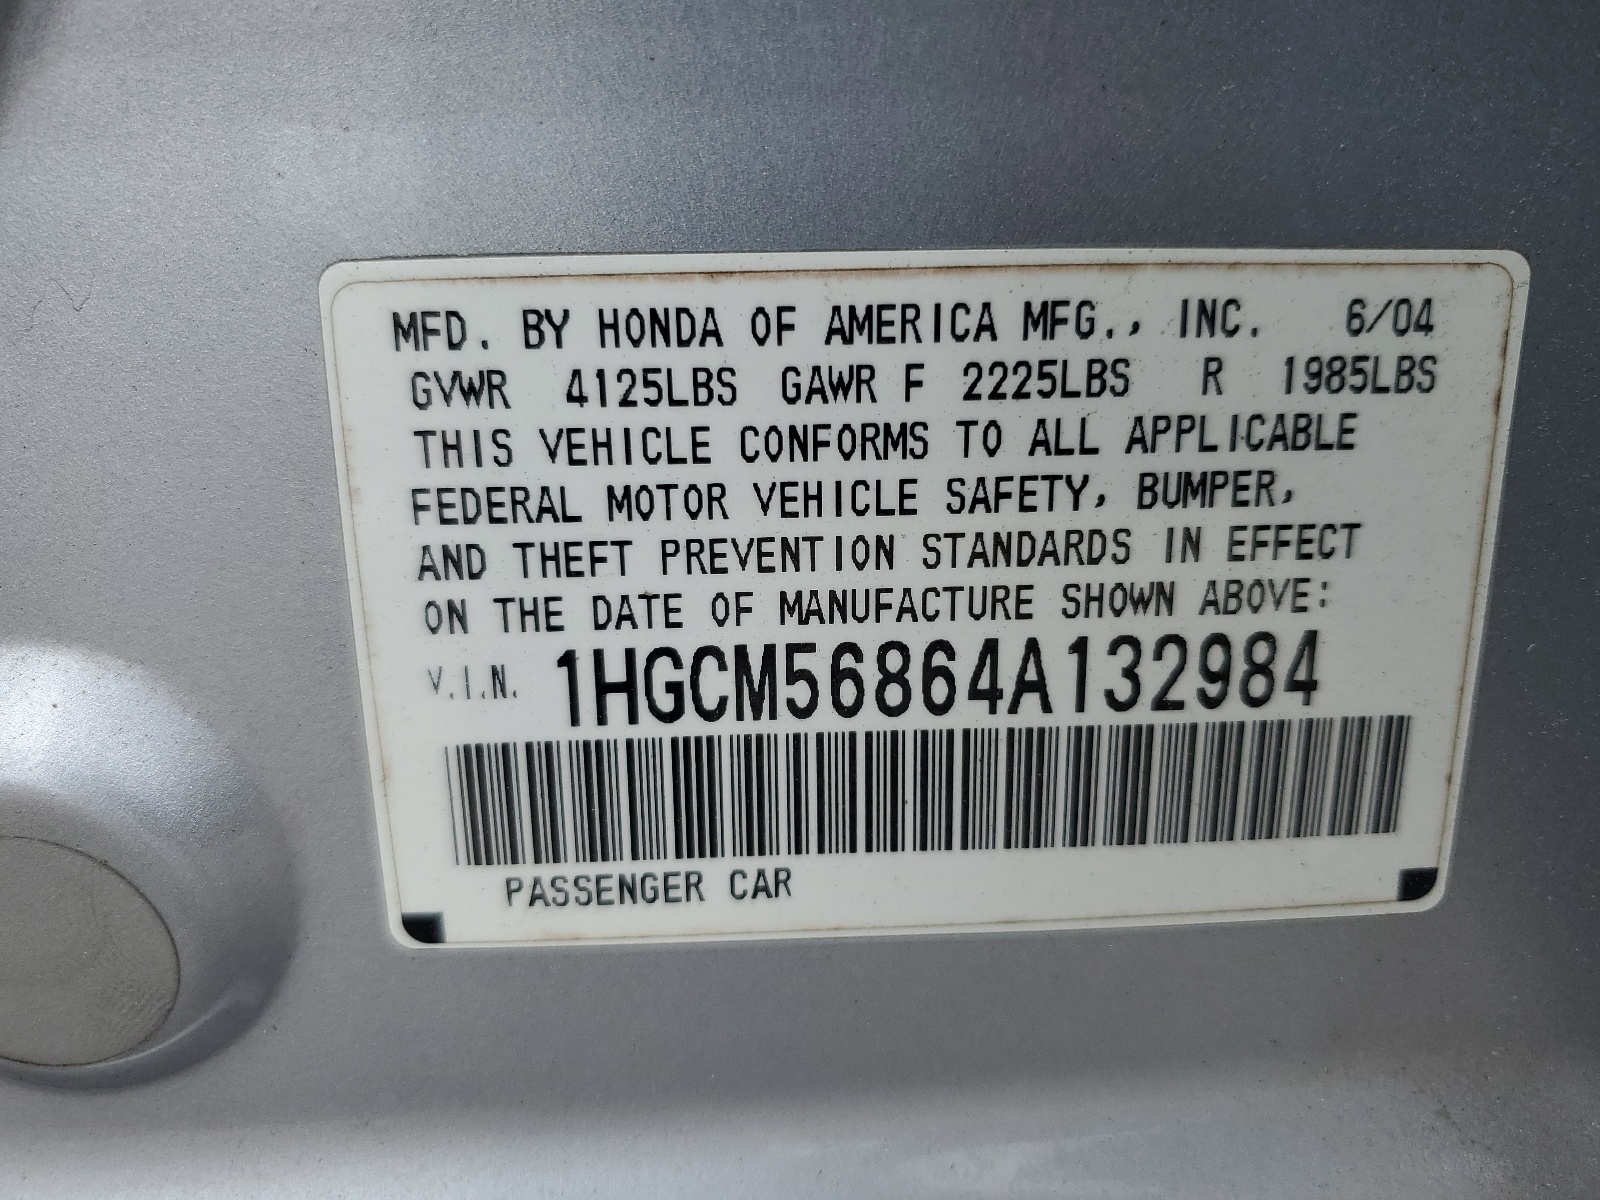 MFD. BY HONDA OF AMERICA MFG., INC. 6/04
GVWR 4125LBS GAWR F 2225LBS R 1985LBS
THIS VEHICLE CONFORMS TO ALL APPLICABLE
FEDERAL MOTOR VEHICLE SAFETY, BUMPER,
AND THEFT PREVENTION STANDARDS IN EFFECT
ON THE DATE OF MANUFACTURE SHOWN ABOVE:
V.I.N. 1HGCM56864A132984
PASSENGER CAR